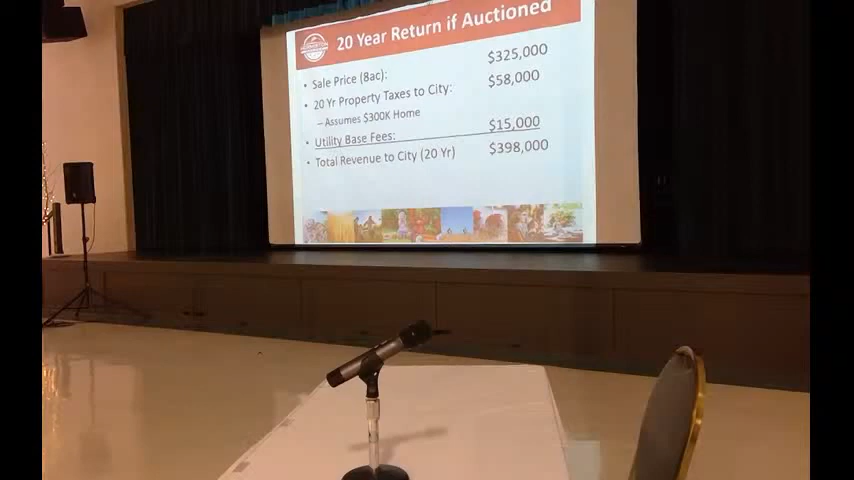 20 Year Return if Auctioned
• Sale Price (8ac): $325,000
• 20 Yr Property Taxes to City: $58,000
– Assumes $300K Home
• Utility Base Fees: $15,000
• Total Revenue to City (20 Yr) $398,000